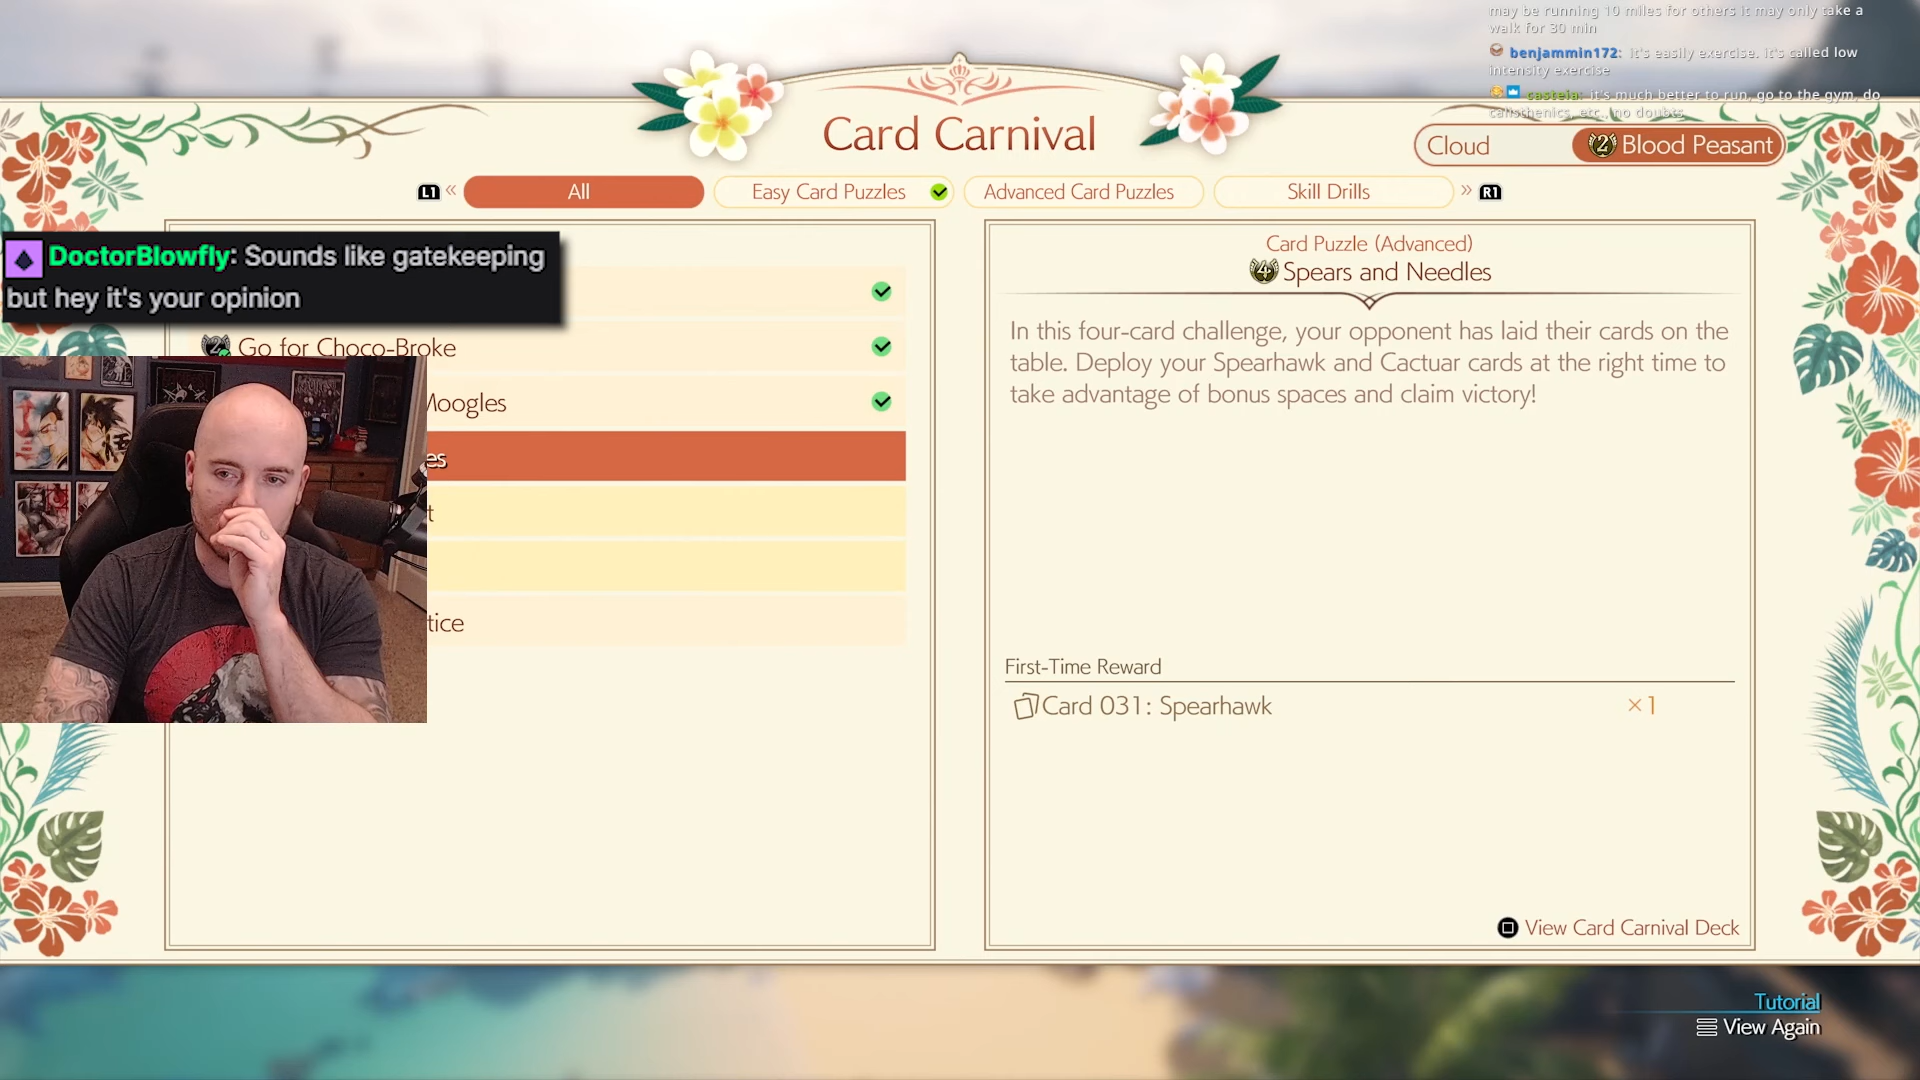 may be running 10 miles for others it may only take a
walk for 30 min
benjammin172: it's easily exercise. it's called low
intensity exercise
casteia: it's much better to run, go to the gym, do
calisthenics, etc., no doubts
Card Carnival
Cloud
2 Blood Peasant
L1 « All
Easy Card Puzzles
Advanced Card Puzzles
Skill Drills
» R1
DoctorBlowfly: Sounds like gatekeeping
but hey it's your opinion
2 Go for Choco-Broke
Moogles
es
t
tice
Card Puzzle (Advanced)
4 Spears and Needles
In this four-card challenge, your opponent has laid their cards on the
table. Deploy your Spearhawk and Cactuar cards at the right time to
take advantage of bonus spaces and claim victory!
First-Time Reward
Card 031: Spearhawk ×1
View Card Carnival Deck
Tutorial
View Again